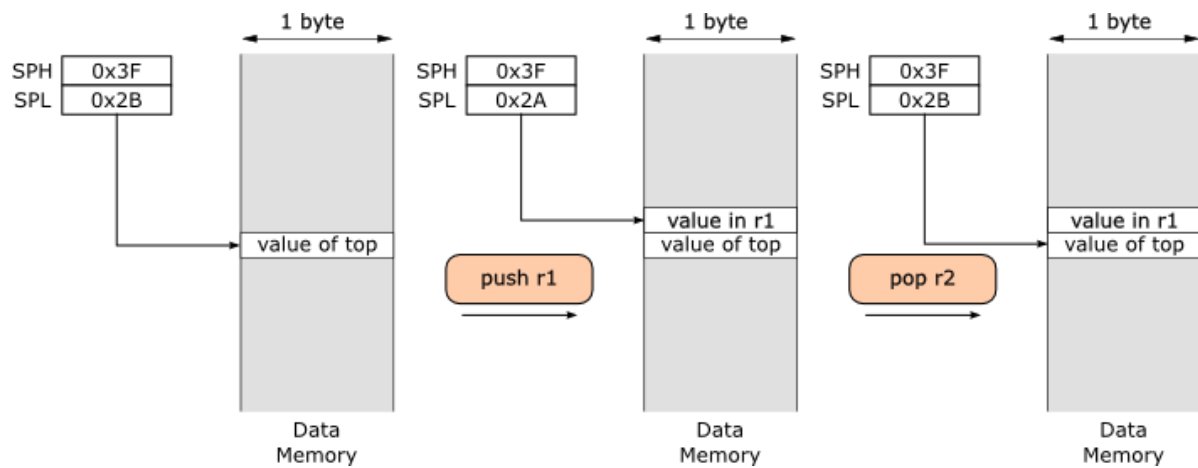 1 byte
SPH 0x3F
SPL 0x2B
value of top
Data
Memory
push r1
1 byte
SPH 0x3F
SPL 0x2A
value in r1
value of top
Data
Memory
pop r2
1 byte
SPH 0x3F
SPL 0x2B
value in r1
value of top
Data
Memory